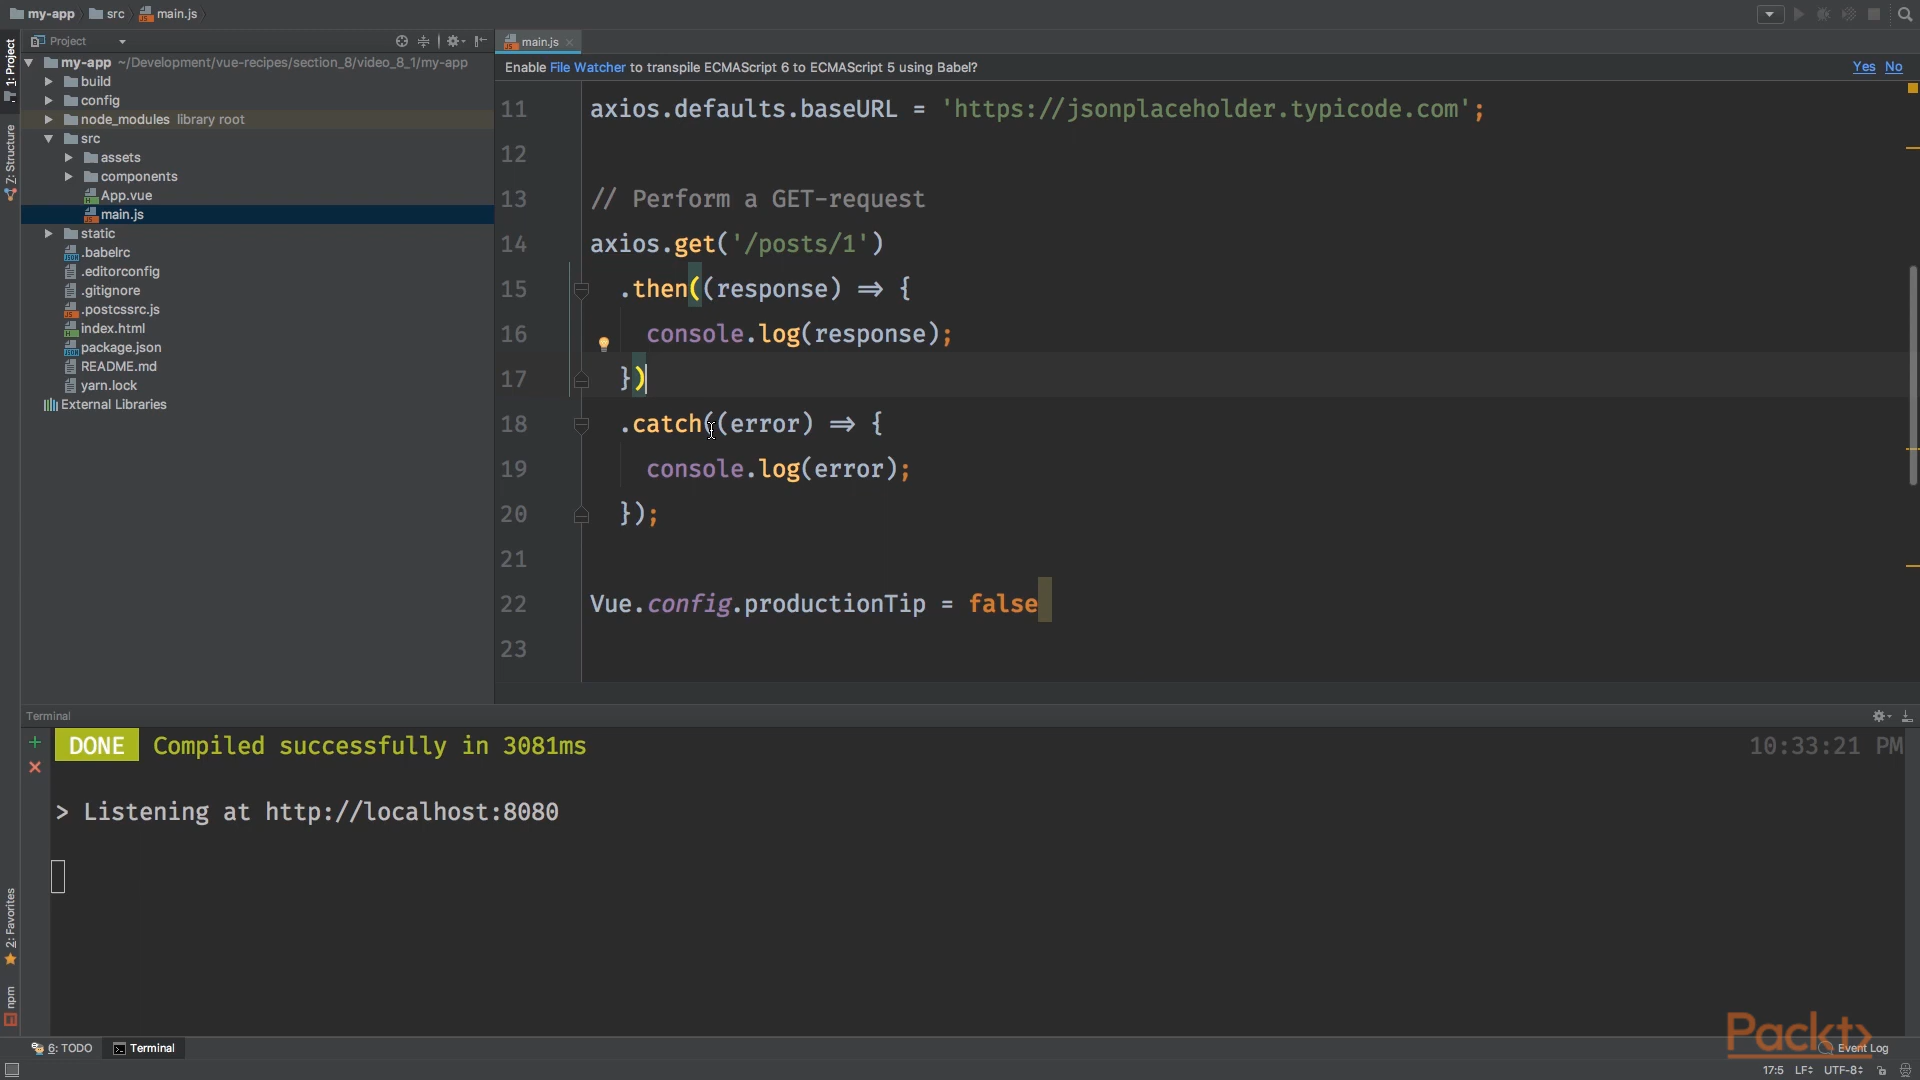 my-app src main.js
Project
main.js
1: Project
Z: Structure
2: Favorites
npm
my-app ~/Development/vue-recipes/section_8/video_8_1/my-app
build
config
node_modules library root
src
assets
components
App.vue
main.js
static
.babelrc
.editorconfig
.gitignore
.postcssrc.js
index.html
package.json
README.md
yarn.lock
External Libraries
Enable File Watcher to transpile ECMAScript 6 to ECMAScript 5 using Babel? Yes No
11 axios.defaults.baseURL = 'https://jsonplaceholder.typicode.com';
12
13 // Perform a GET-request
14 axios.get('/posts/1')
15 .then((response) => {
16 console.log(response);
17 })
18 .catch((error) => {
19 console.log(error);
20 });
21
22 Vue.config.productionTip = false
23
Terminal
DONE Compiled successfully in 3081ms 10:33:21 PM
> Listening at http://localhost:8080
Packt>
6: TODO Terminal Event Log
17:5 LF UTF-8